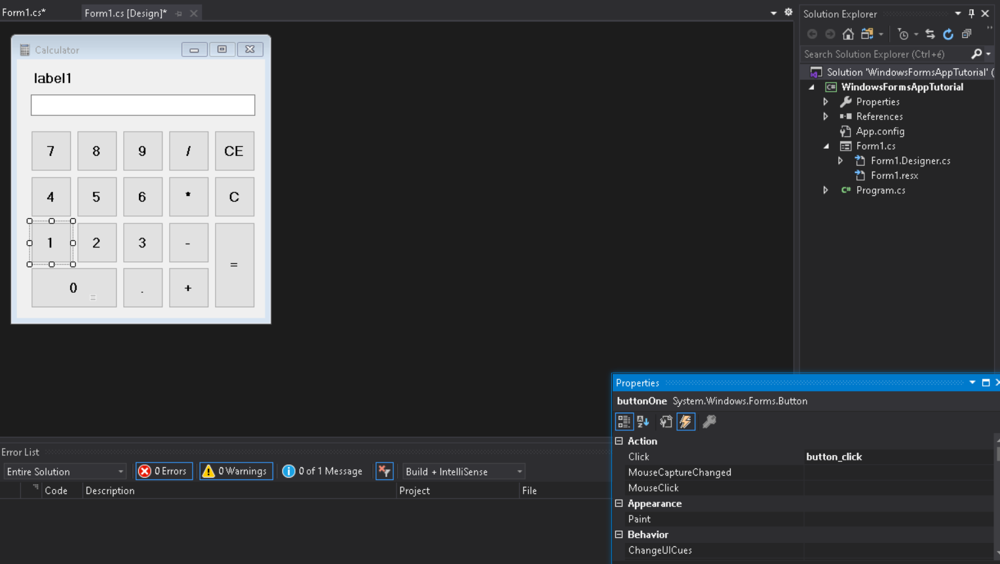 Form1.cs*
Form1.cs [Design]*
Calculator
label1
7 8 9 / CE
4 5 6 * C
1 2 3 -
=
0 . +
=
Solution Explorer
Search Solution Explorer (Ctrl+é)
Solution 'WindowsFormsAppTutorial' (
WindowsFormsAppTutorial
Properties
References
App.config
Form1.cs
Form1.Designer.cs
Form1.resx
C# Program.cs
Error List
Entire Solution
0 Errors
0 Warnings
0 of 1 Message
Build + IntelliSense
Code Description Project File
Properties
buttonOne System.Windows.Forms.Button
Action
Click button_click
MouseCaptureChanged
MouseClick
Appearance
Paint
Behavior
ChangeUICues